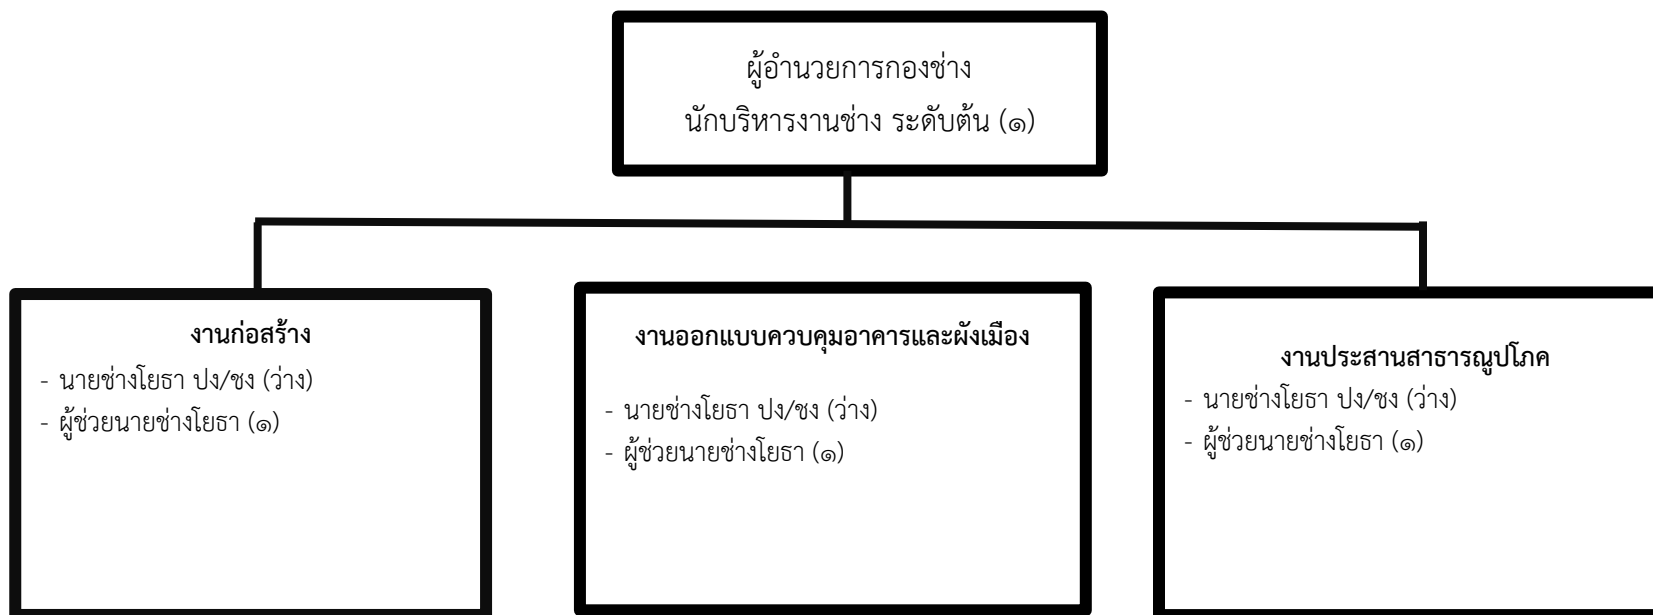 ผู้อำนวยการกองช่าง
นักบริหารงานช่าง ระดับต้น (๑)
งานก่อสร้าง
- นายช่างโยธา ปง/ชง (ว่าง)
- ผู้ช่วยนายช่างโยธา (๑)
งานออกแบบควบคุมอาคารและผังเมือง
- นายช่างโยธา ปง/ชง (ว่าง)
- ผู้ช่วยนายช่างโยธา (๑)
งานประสานสาธารณูปโภค
- นายช่างโยธา ปง/ชง (ว่าง)
- ผู้ช่วยนายช่างโยธา (๑)